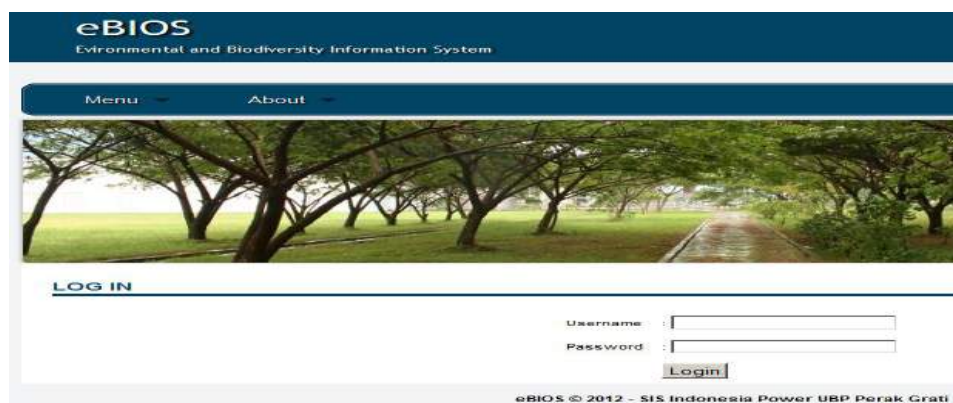 eBIOS
Evironmental and Biodiversity Information System
Menu About
LOG IN
Username :
Password :
Login
eBIOS © 2012 - SIS Indonesia Power UBP Perak Grati